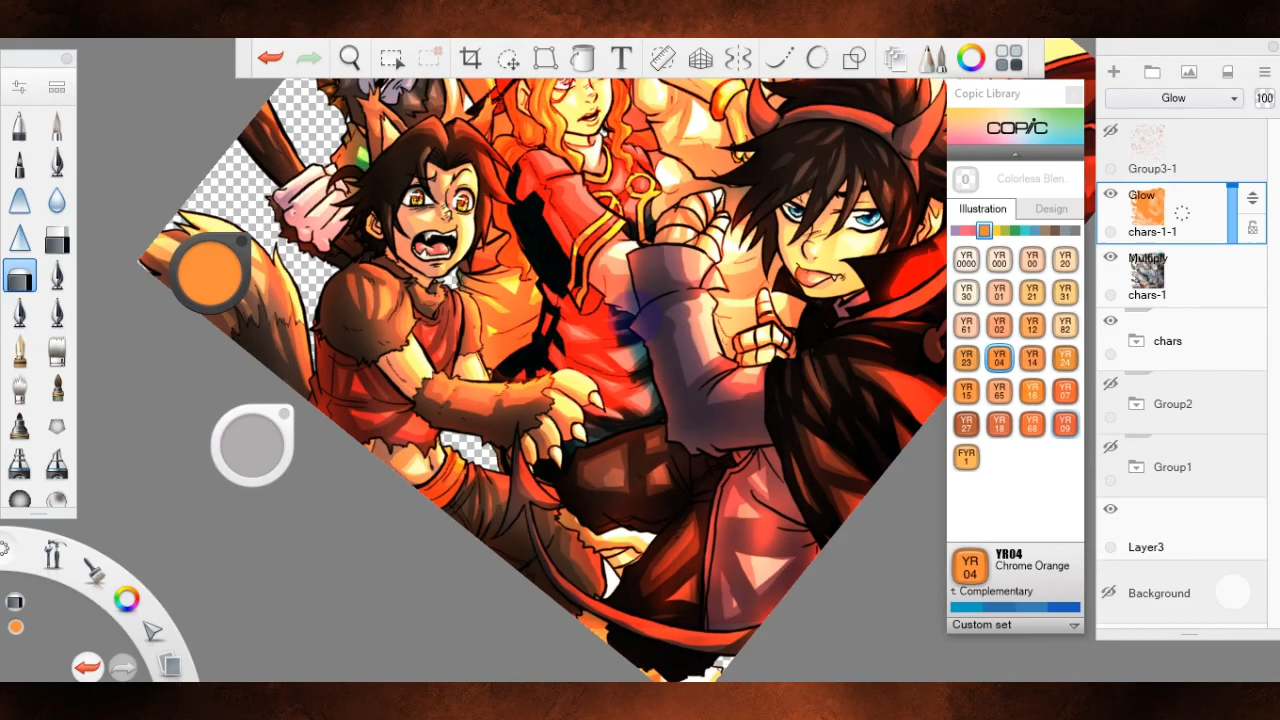 T
Copic Library
COPIC
0
Colorless Blen..
Illustration
Design
YR 0000
YR 000
YR 00
YR 20
YR 30
YR 01
YR 21
YR 31
YR 61
YR 02
YR 12
YR 82
YR 23
YR 04
YR 14
YR 24
YR 15
YR 65
YR 16
YR 07
YR 27
YR 18
YR 68
YR 09
FYR 1
YR 04
YR04
Chrome Orange
Complementary
Custom set
Glow
100
Group3-1
Glow
chars-1-1
Multiply
chars-1
chars
Group2
Group1
Layer3
Background